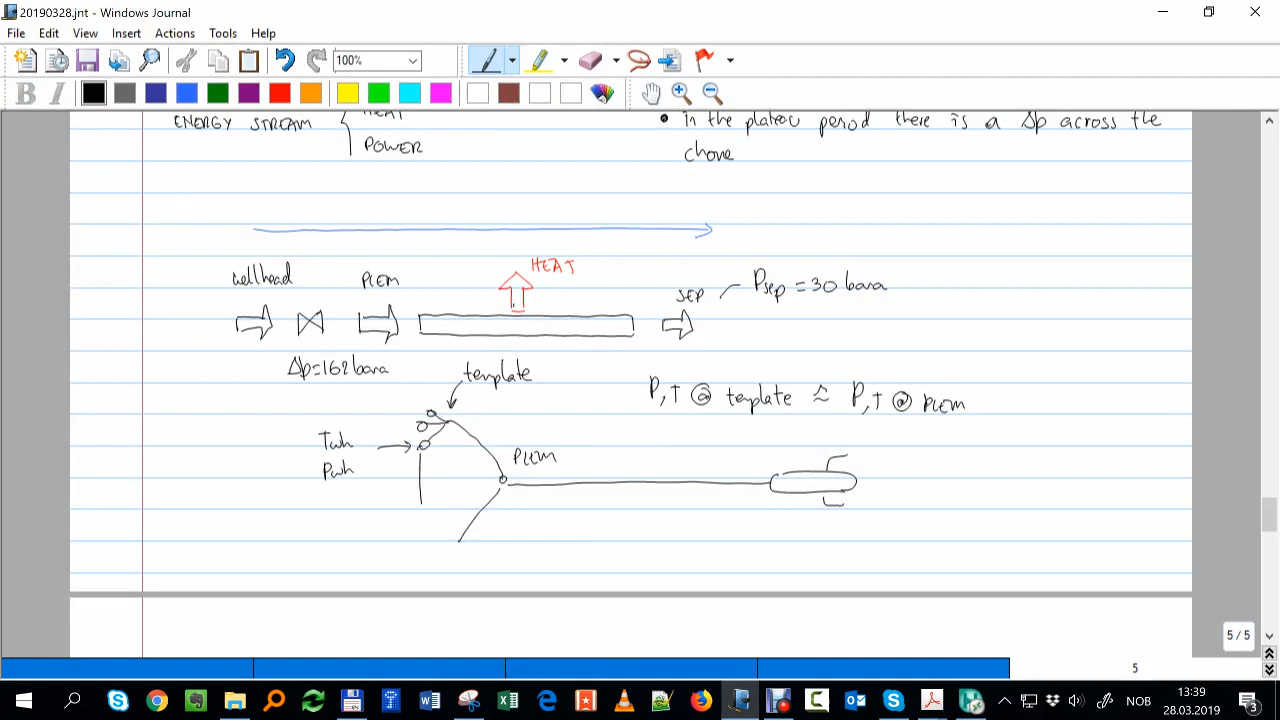 20190328.jnt - Windows Journal
File Edit View Insert Actions Tools Help
100%
B I
HEAT
ENERGY STREAM
POWER
• In the plateau period there is a Δp across the
choke
HEAT
wellhead
PLEM
SEP
Psep = 30 bara
Δp=162 bara
template
P,T @ template ≈ P,T @ PLEM
Twh
Pwh
PLEM
5 / 5
5
NOB
13:39
28.03.2019
3